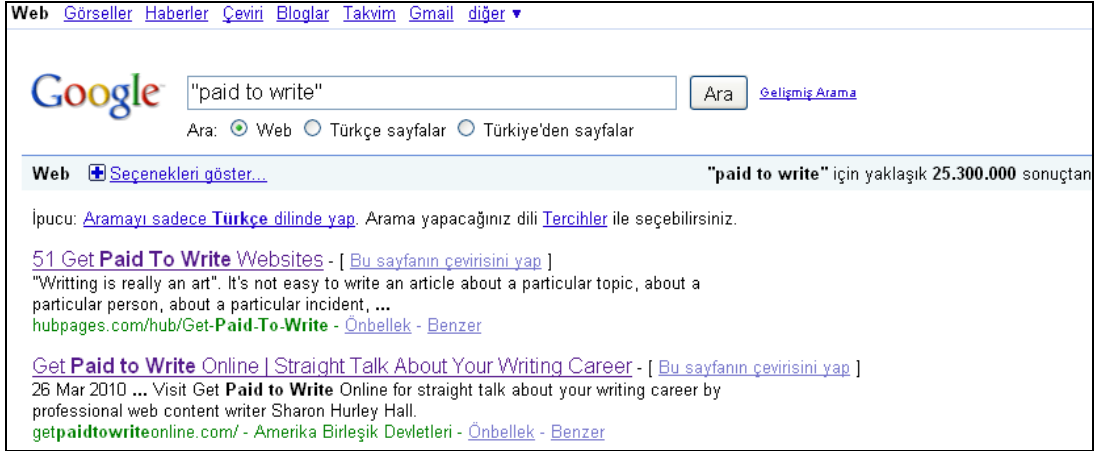 Web Görseller Haberler Çeviri Bloglar Takvim Gmail diğer ▼
Google "paid to write" Ara Gelişmiş Arama
Ara: Web Türkçe sayfalar Türkiye'den sayfalar
Web Seçenekleri göster... "paid to write" için yaklaşık 25.300.000 sonuçtan
İpucu: Aramayı sadece Türkçe dilinde yap. Arama yapacağınız dili Tercihler ile seçebilirsiniz.
51 Get Paid To Write Websites - [ Bu sayfanın çevirisini yap ]
"Writting is really an art". It's not easy to write an article about a particular topic, about a
particular person, about a particular incident, ...
hubpages.com/hub/Get-Paid-To-Write - Önbellek - Benzer
Get Paid to Write Online | Straight Talk About Your Writing Career - [ Bu sayfanın çevirisini yap ]
26 Mar 2010 ... Visit Get Paid to Write Online for straight talk about your writing career by
professional web content writer Sharon Hurley Hall.
getpaidtowriteonline.com/ - Amerika Birleşik Devletleri - Önbellek - Benzer